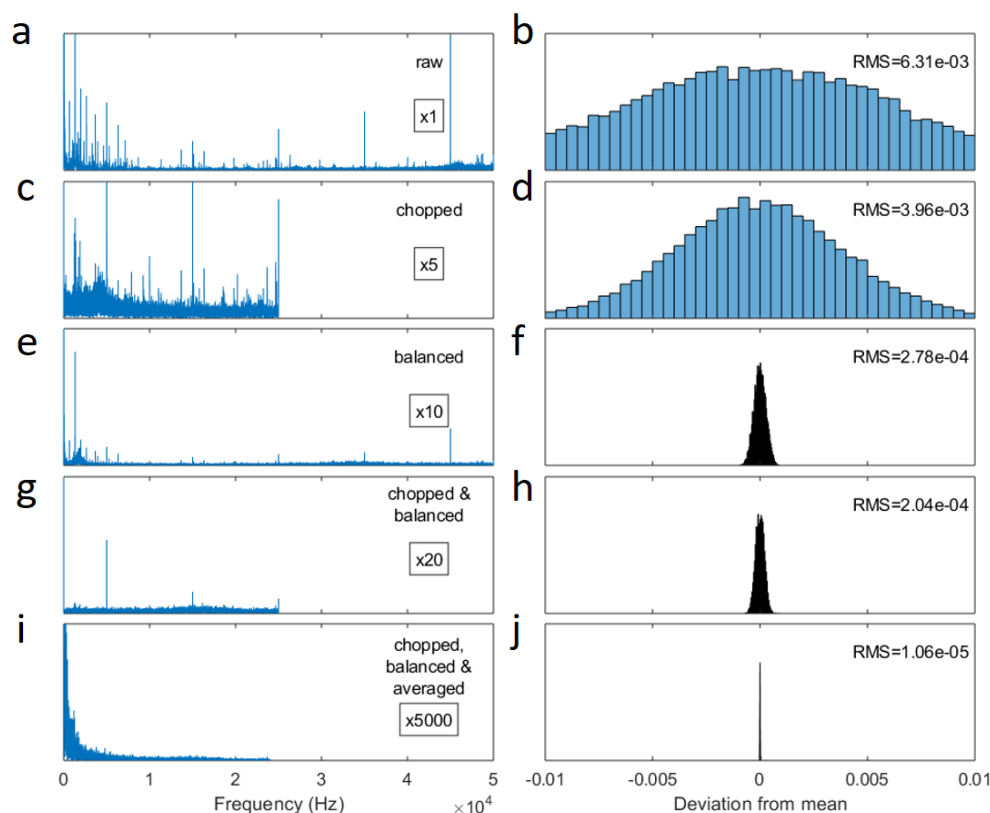 a
raw
x1
b
RMS=6.31e-03
c
chopped
x5
d
RMS=3.96e-03
e
balanced
x10
f
RMS=2.78e-04
g
chopped &
balanced
x20
h
RMS=2.04e-04
i
chopped,
balanced &
averaged
x5000
j
RMS=1.06e-05
0 1 2 3 4 5
Frequency (Hz) ×10⁴
-0.01 -0.005 0 0.005 0.01
Deviation from mean